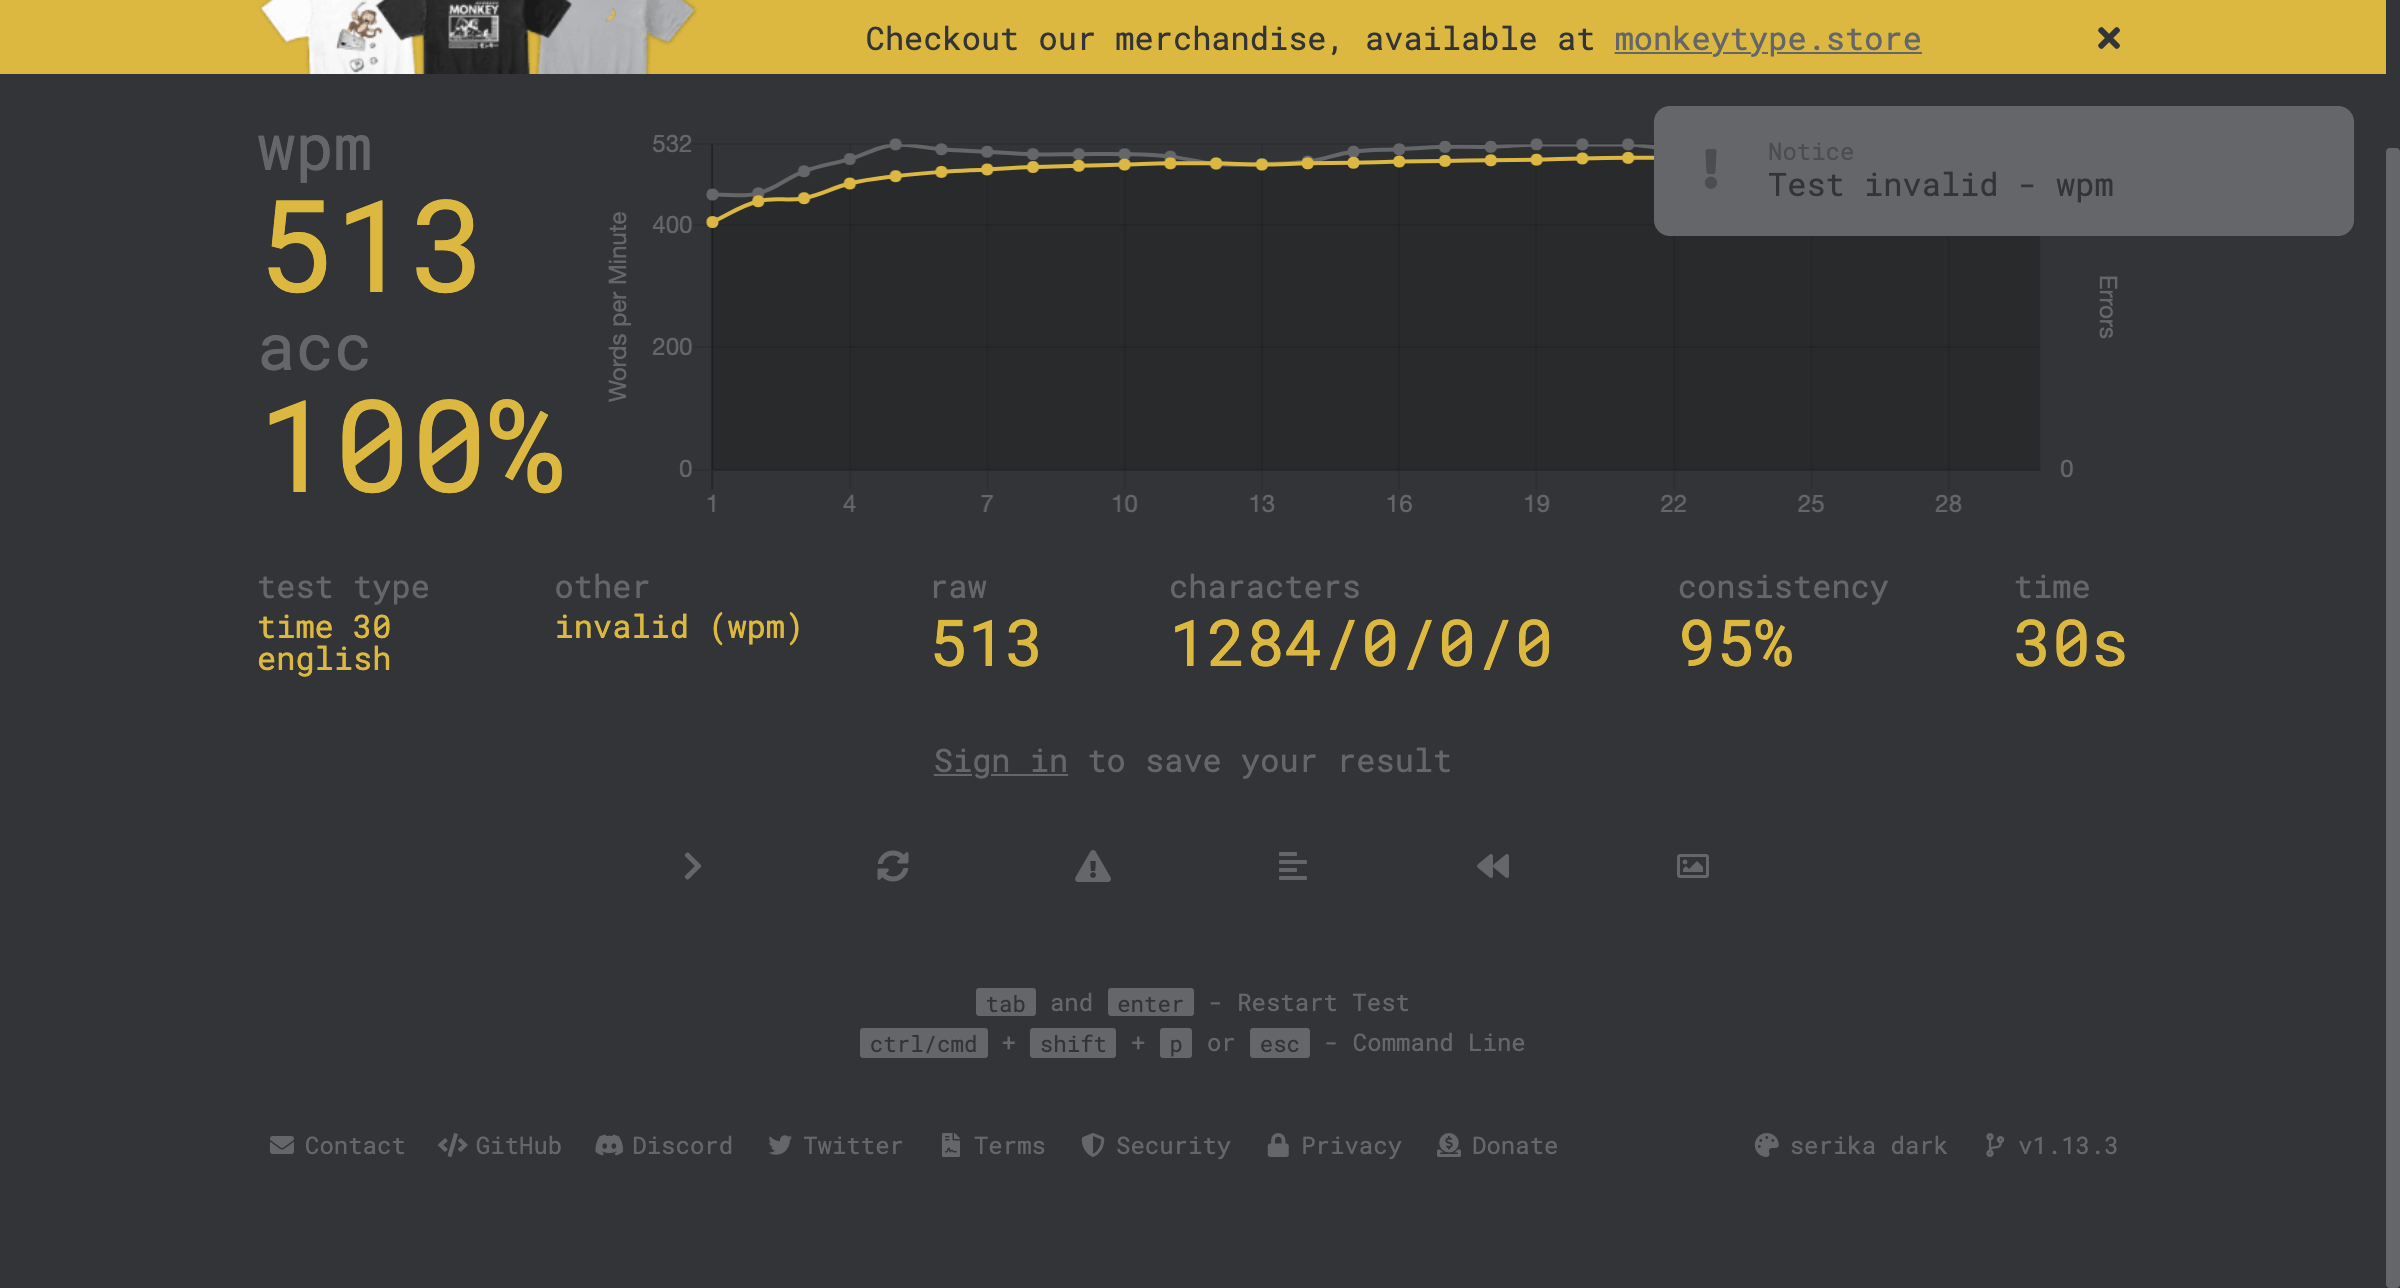 MONKEY
Checkout our merchandise, available at monkeytype.store
wpm
513
acc
100%
Words per Minute
532
400
200
0
1 4 7 10 13 16 19 22 25 28
0
Errors
Notice
Test invalid - wpm
test type
time 30
english
other
invalid (wpm)
raw
513
characters
1284/0/0/0
consistency
95%
time
30s
Sign in to save your result
tab and enter - Restart Test
ctrl/cmd + shift + p or esc - Command Line
Contact GitHub Discord Twitter Terms Security Privacy Donate serika dark v1.13.3